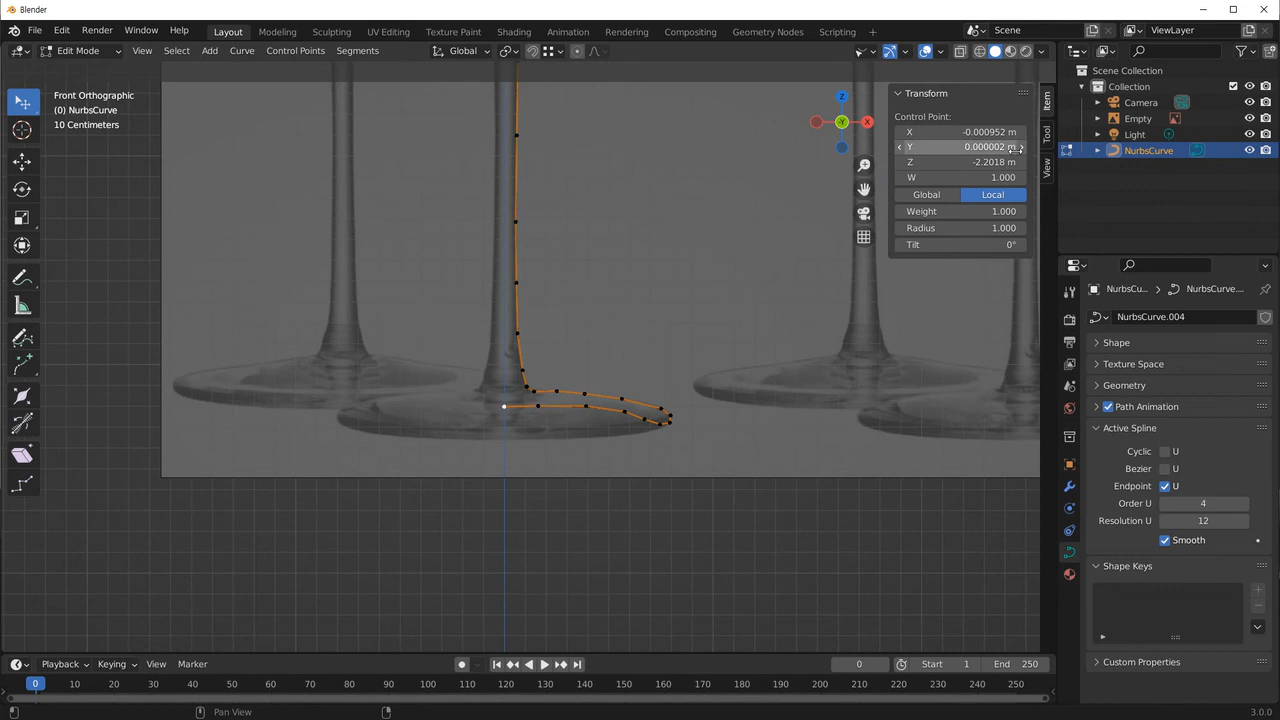 Blender
File Edit Render Window Help Layout Modeling Sculpting UV Editing Texture Paint Shading Animation Rendering Compositing Geometry Nodes Scripting + Scene ViewLayer
Edit Mode View Select Add Curve Control Points Segments Global
Front Orthographic
(0) NurbsCurve
10 Centimeters
Z
X
-Y
Transform
Control Point:
X -0.000952 m
Y 0.000002 m
Z -2.2018 m
W 1.000
Global Local
Weight 1.000
Radius 1.000
Tilt 0°
Item
Tool
View
Scene Collection
Collection
Camera
Empty
Light
NurbsCurve
NurbsCu... NurbsCurve....
NurbsCurve.004
Shape
Texture Space
Geometry
Path Animation
Active Spline
Cyclic U
Bezier U
Endpoint U
Order U 4
Resolution U 12
Smooth
Shape Keys
Custom Properties
Playback Keying View Marker 0 Start 1 End 250
0 10 20 30 40 50 60 70 80 90 100 110 120 130 140 150 160 170 180 190 200 210 220 230 240 250
Pan View
3.0.0